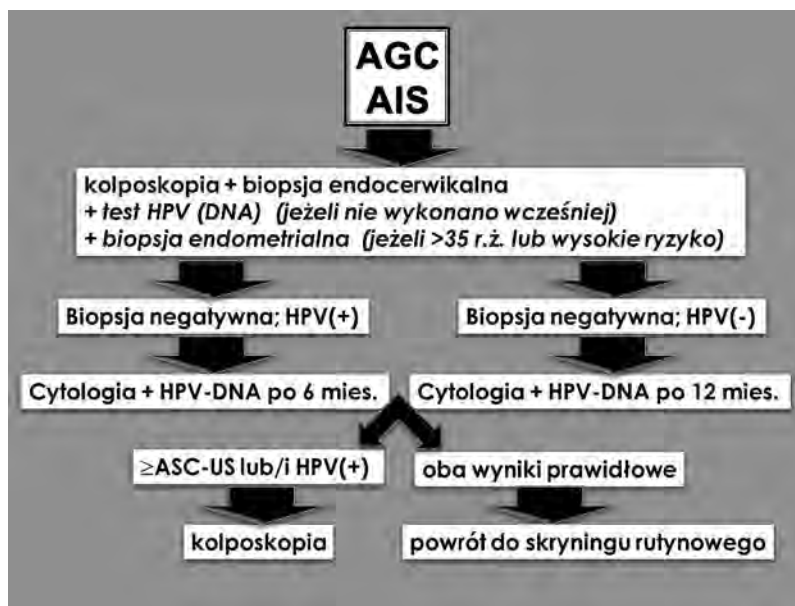 AGC
AIS
kolposkopia + biopsja endocerwikalna
+ test HPV (DNA) (jeżeli nie wykonano wcześniej)
+ biopsja endometrialna (jeżeli >35 r.ż. lub wysokie ryzyko)
Biopsja negatywna; HPV(+)
Biopsja negatywna; HPV(-)
Cytologia + HPV-DNA po 6 mies.
Cytologia + HPV-DNA po 12 mies.
≥ASC-US lub/i HPV(+)
oba wyniki prawidłowe
kolposkopia
powrót do skryningu rutynowego